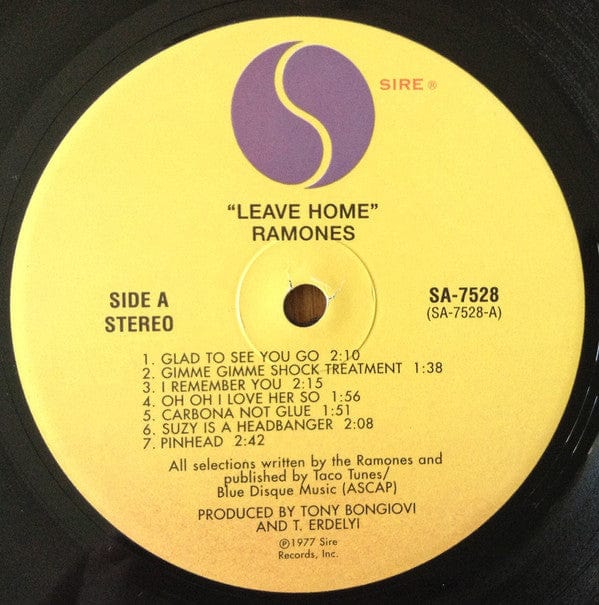 SIRE ®
“LEAVE HOME”
RAMONES
SIDE A
STEREO
SA-7528
(SA-7528-A)
1. GLAD TO SEE YOU GO 2:10
2. GIMME GIMME SHOCK TREATMENT 1:38
3. I REMEMBER YOU 2:15
4. OH OH I LOVE HER SO 1:56
5. CARBONA NOT GLUE 1:51
6. SUZY IS A HEADBANGER 2:08
7. PINHEAD 2:42
All selections written by the Ramones and
published by Taco Tunes/
Blue Disque Music (ASCAP)
PRODUCED BY TONY BONGIOVI
AND T. ERDELYI
℗1977 Sire
Records, Inc.